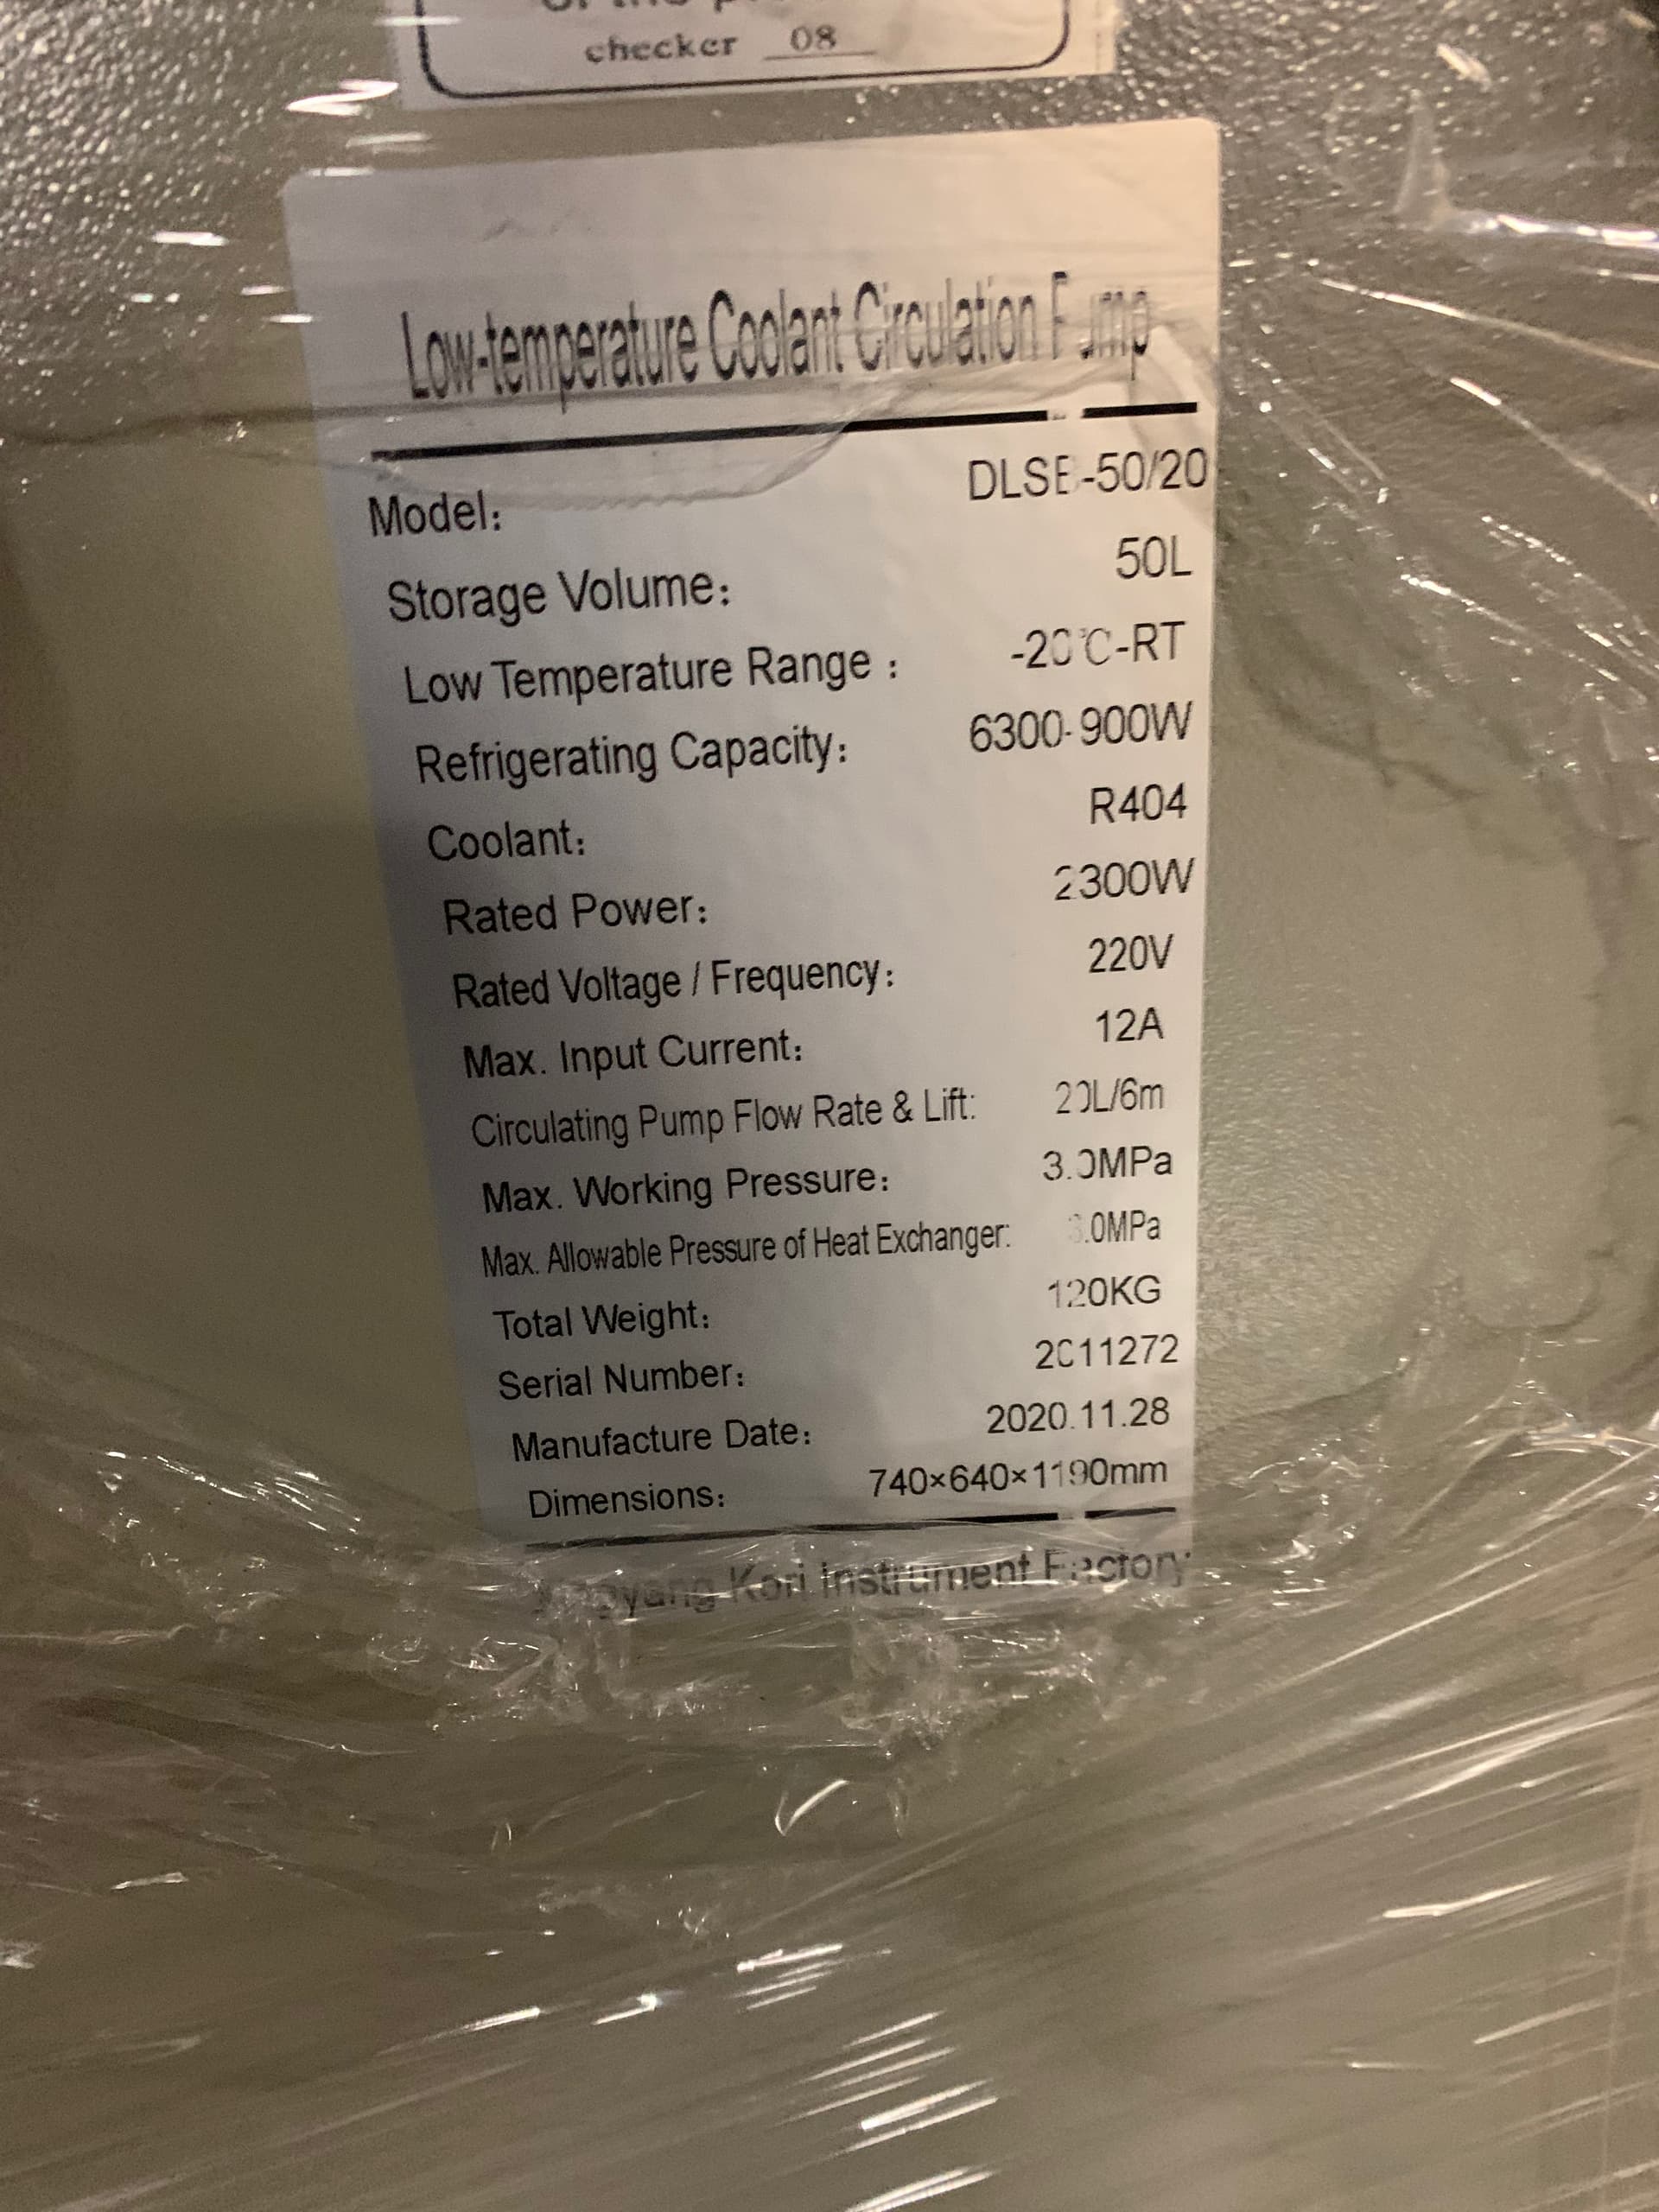 checker 08
Low-temperature Coolant Circulation Pump
Model: DLSB-50/20
Storage Volume: 50L
Low Temperature Range : -20℃-RT
Refrigerating Capacity: 6300-900W
Coolant: R404
Rated Power: 2300W
Rated Voltage / Frequency: 220V
Max. Input Current: 12A
Circulating Pump Flow Rate & Lift: 20L/6m
Max. Working Pressure: 3.0MPa
Max. Allowable Pressure of Heat Exchanger:
Total Weight: 120KG
Serial Number: 2011272
Manufacture Date: 2020.11.28
Dimensions: 740×640×1190mm
Instrument Factory